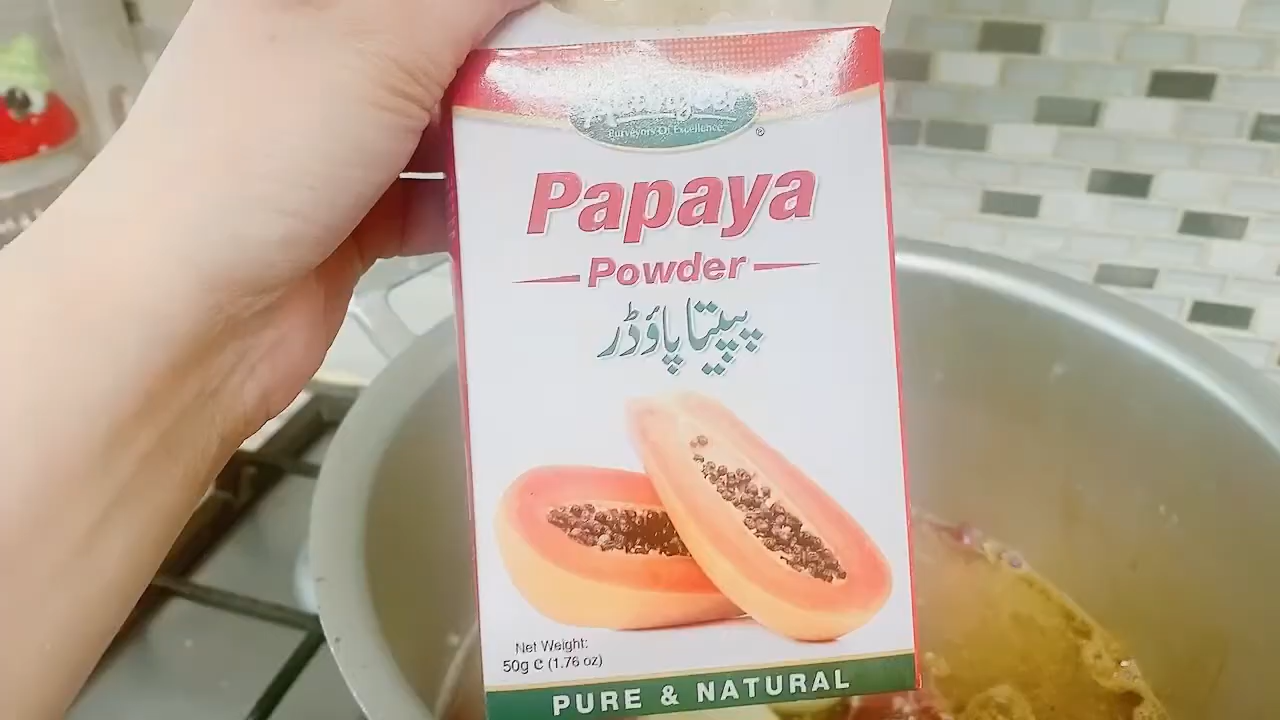 Purveyors Of Excellence
®
Papaya
Powder
پپیتا پاؤڈر
Net Weight:
50g ℮ (1.76 oz)
PURE & NATURAL